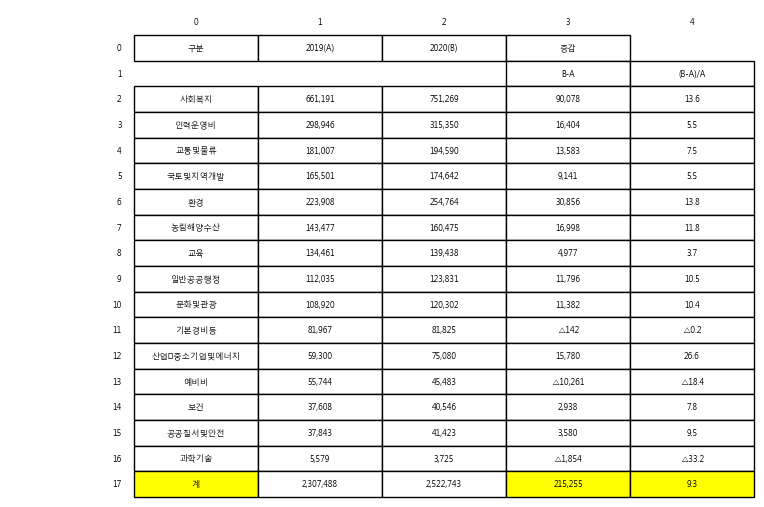 0 1 2 3 4
0 구분 2019(A) 2020(B) 증감
1 B-A (B-A)/A
2 사회복지 661,191 751,269 90,078 13.6
3 인력운영비 298,946 315,350 16,404 5.5
4 교통및물류 181,007 194,590 13,583 7.5
5 국토및지역개발 165,501 174,642 9,141 5.5
6 환경 223,908 254,764 30,856 13.8
7 농림해양수산 143,477 160,475 16,998 11.8
8 교육 134,461 139,438 4,977 3.7
9 일반공공행정 112,035 123,831 11,796 10.5
10 문화및관광 108,920 120,302 11,382 10.4
11 기본경비등 81,967 81,825 △142 △0.2
12 산업▯중소기업및에너지 59,300 75,080 15,780 26.6
13 예비비 55,744 45,483 △10,261 △18.4
14 보건 37,608 40,546 2,938 7.8
15 공공질서및안전 37,843 41,423 3,580 9.5
16 과학기술 5,579 3,725 △1,854 △33.2
17 계 2,307,488 2,522,743 215,255 9.3